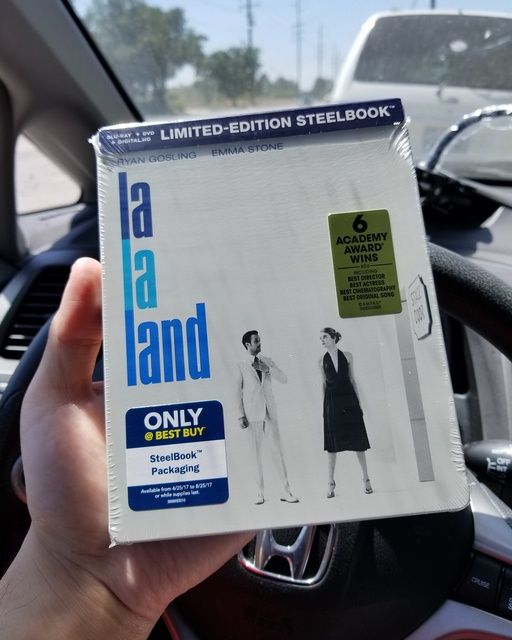 BLU-RAY + DVD
+ DIGITAL HD
LIMITED-EDITION STEELBOOK™
RYAN GOSLING EMMA STONE
la
la
land
6
ACADEMY
AWARD®
WINS
INCLUDING
BEST DIRECTOR
BEST ACTRESS
BEST CINEMATOGRAPHY
BEST ORIGINAL SONG
ONLY
@ BEST BUY®
SteelBook™
Packaging
Available from 4/25/17 to 8/25/17
or while supplies last.
CRUISE
OFF